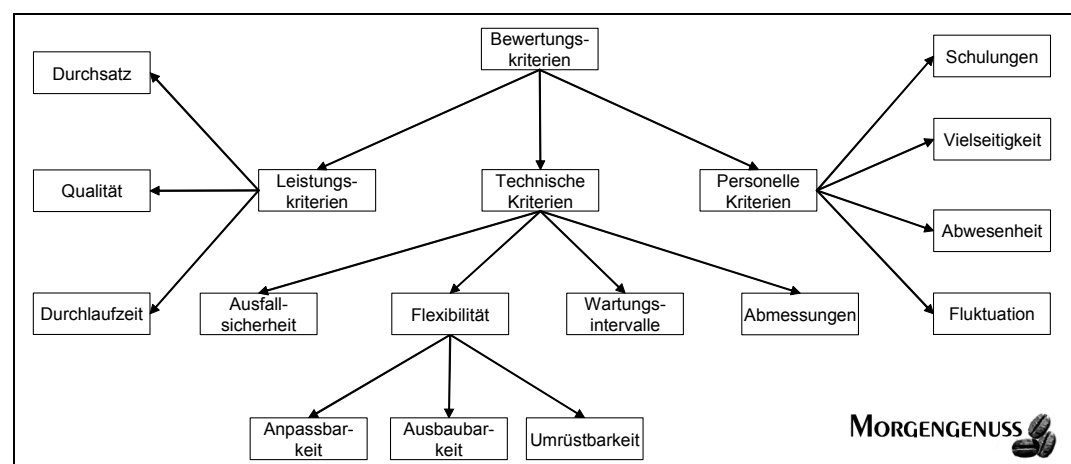 Bewertungs-
kriterien
Durchsatz
Qualität
Durchlaufzeit
Leistungs-
kriterien
Technische
Kriterien
Personelle
Kriterien
Schulungen
Vielseitigkeit
Abwesenheit
Fluktuation
Ausfall-
sicherheit
Flexibilität
Wartungs-
intervalle
Abmessungen
Anpassbar-
keit
Ausbaubar-
keit
Umrüstbarkeit
MORGENGENUSS